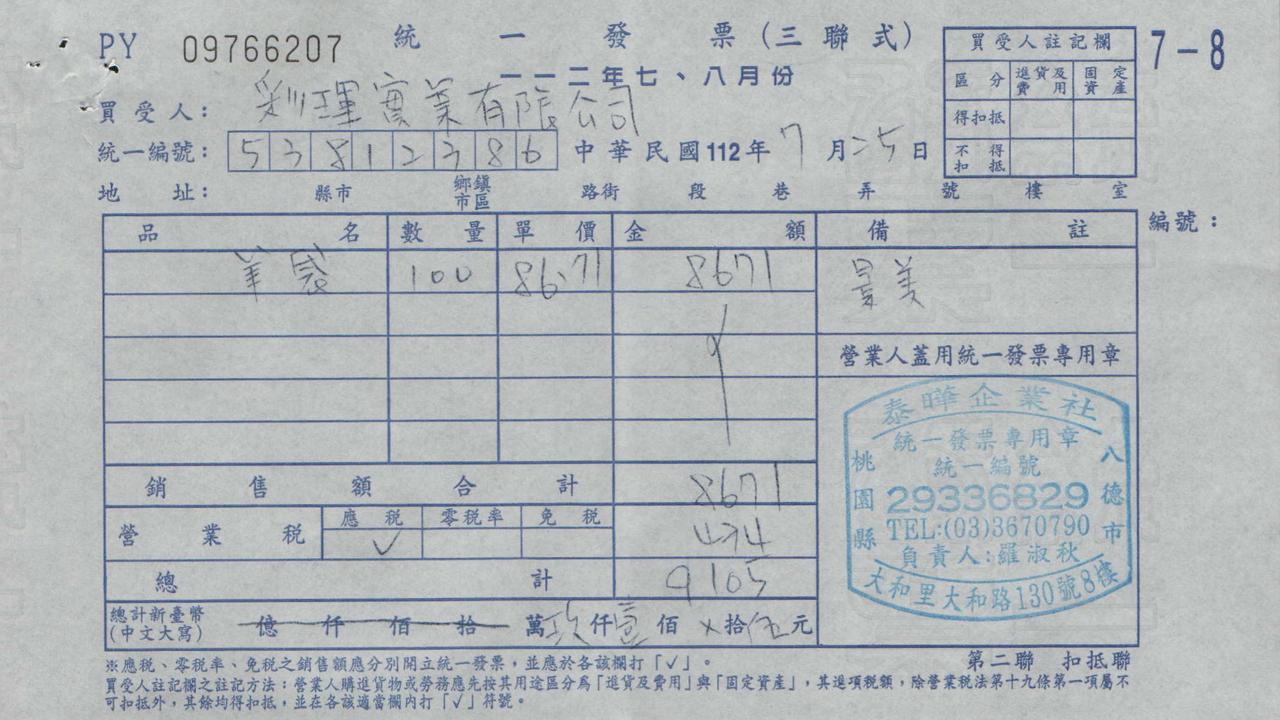 PY 09766207 統一發票(三聯式) 7-8
一一二年七、八月份
買受人註記欄
區分 進貨及費用 固定資產
得扣抵
不得扣抵
買受人: 彩琿實業有限公司
統一編號: 53812386 中華民國112年7月25日
地址: 縣市 鄉鎮市區 路街 段 巷 弄 號 樓 室
編號:
品名 數量 單價 金額 備註
羊 100 86.71 8671 景美
營業人蓋用統一發票專用章
銷售額合計 8671
營業稅 應稅 零稅率 免稅 434
✓
總計 9105
總計新臺幣(中文大寫) 億仟佰拾萬玖仟壹佰 x 拾伍元
泰曄企業社
統一發票專用章
統一編號
29336829
TEL:(03)3670790
負責人:羅淑秋
桃園縣 八德市
大和里大和路130號8樓
第二聯 扣抵聯
※應稅、零稅率、免稅之銷售額應分別開立統一發票,並應於各該欄打「✓」。
買受人註記欄之註記方法:營業人購進貨物或勞務應先按其用途區分為「進貨及費用」與「固定資產」,其進項稅額,除營業稅法第十九條第一項屬不
可扣抵外,其餘均得扣抵,並在各該適當欄內打「✓」符號。